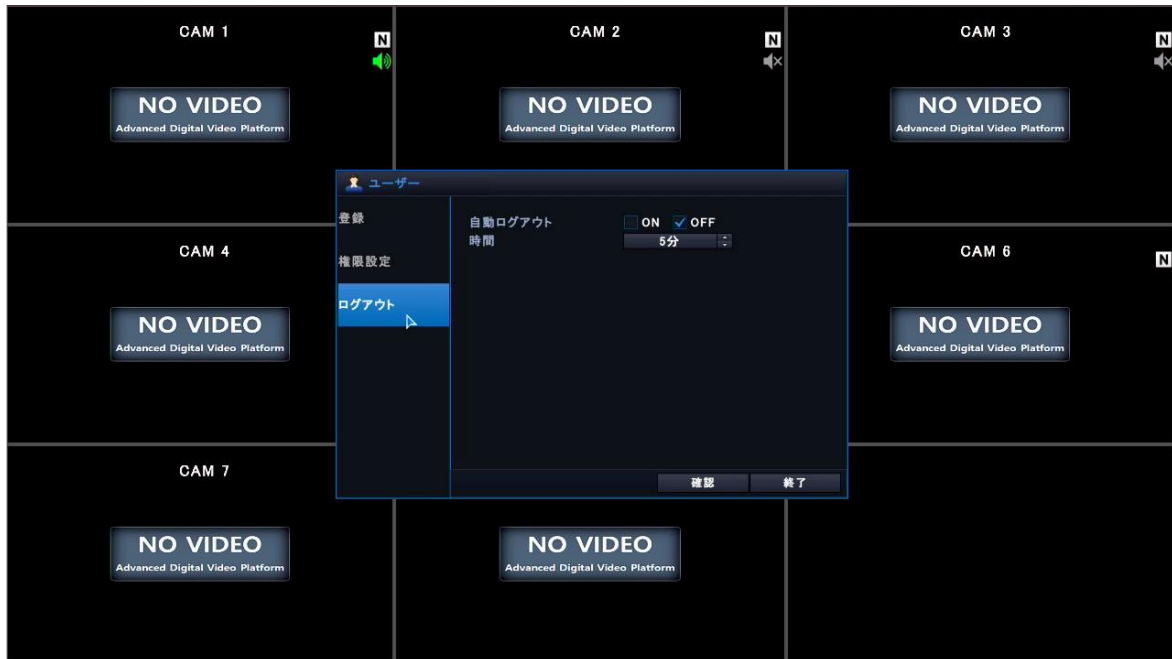 CAM 1
N
NO VIDEO
Advanced Digital Video Platform
CAM 2
N
NO VIDEO
Advanced Digital Video Platform
CAM 3
N
NO VIDEO
Advanced Digital Video Platform
ユーザー
登録
権限設定
ログアウト
自動ログアウト ON OFF
時間 5分
確認 終了
CAM 4
NO VIDEO
Advanced Digital Video Platform
CAM 6
N
NO VIDEO
Advanced Digital Video Platform
CAM 7
NO VIDEO
Advanced Digital Video Platform
NO VIDEO
Advanced Digital Video Platform